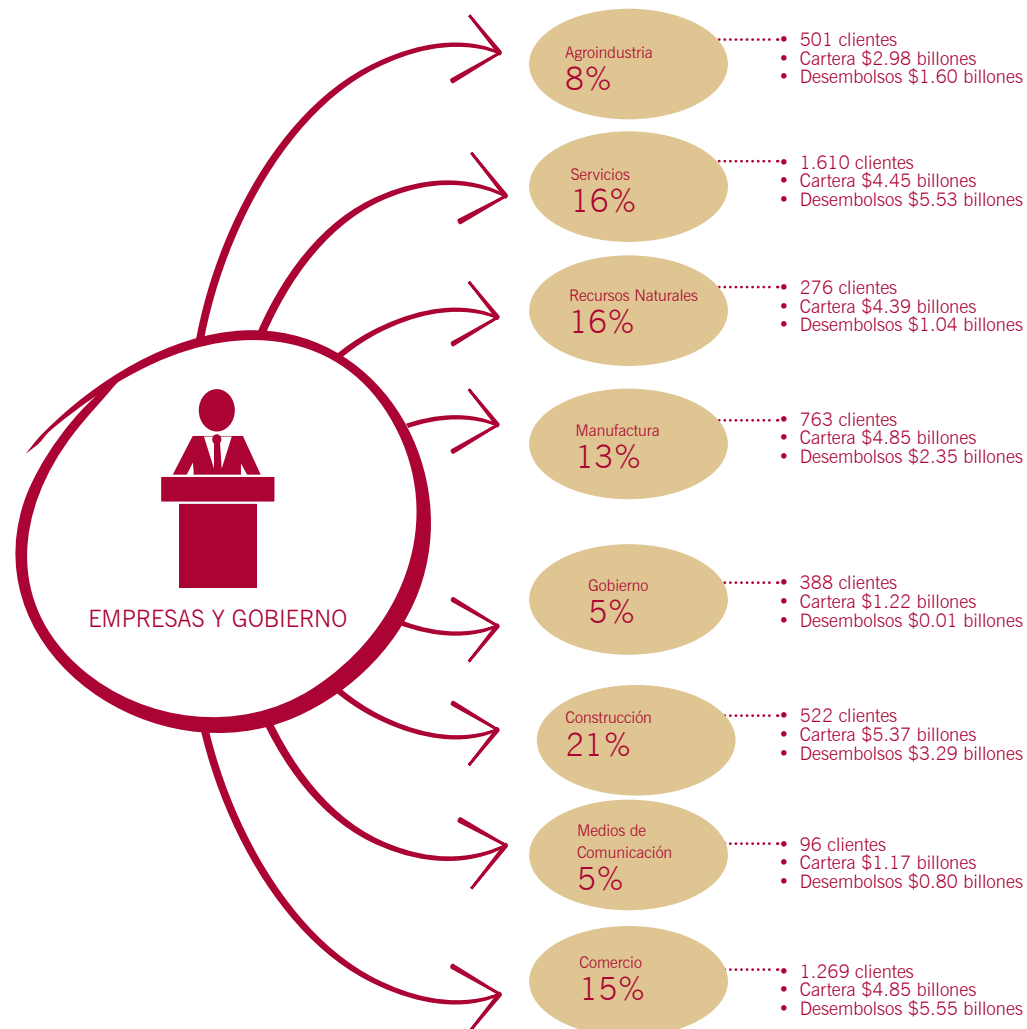 Agroindustria
8%
• 501 clientes
• Cartera $2.98 billones
• Desembolsos $1.60 billones
Servicios
16%
• 1.610 clientes
• Cartera $4.45 billones
• Desembolsos $5.53 billones
Recursos Naturales
16%
• 276 clientes
• Cartera $4.39 billones
• Desembolsos $1.04 billones
Manufactura
13%
• 763 clientes
• Cartera $4.85 billones
• Desembolsos $2.35 billones
EMPRESAS Y GOBIERNO
Gobierno
5%
• 388 clientes
• Cartera $1.22 billones
• Desembolsos $0.01 billones
Construcción
21%
• 522 clientes
• Cartera $5.37 billones
• Desembolsos $3.29 billones
Medios de
Comunicación
5%
• 96 clientes
• Cartera $1.17 billones
• Desembolsos $0.80 billones
Comercio
15%
• 1.269 clientes
• Cartera $4.85 billones
• Desembolsos $5.55 billones